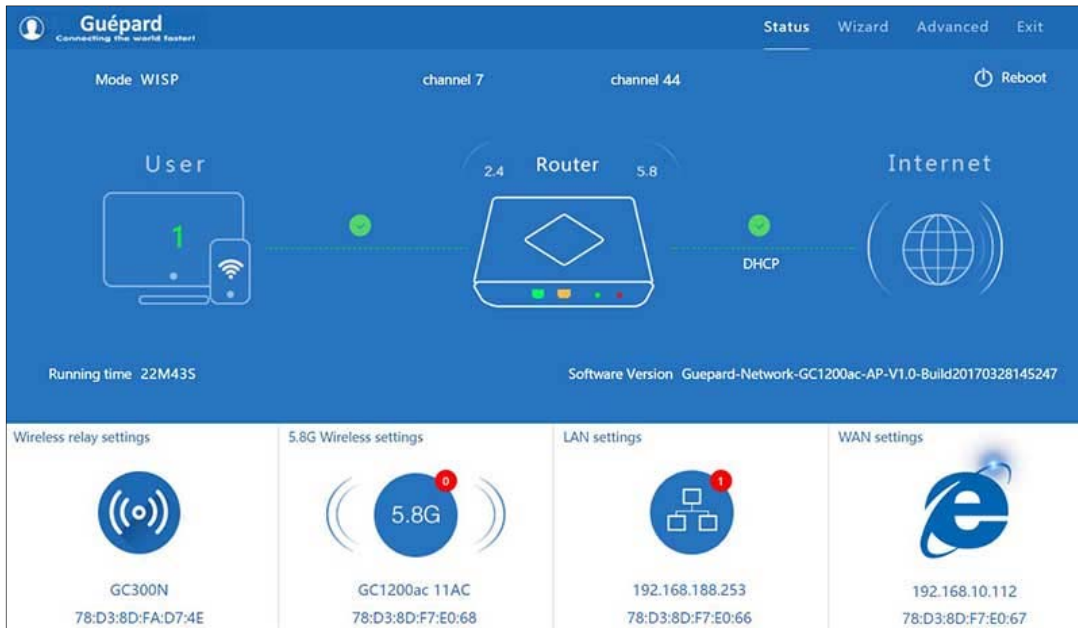 Guépard
Connecting the world faster!
Status Wizard Advanced Exit
Mode WISP channel 7 channel 44 Reboot
User 2.4 Router 5.8 Internet
1
DHCP
Running time 22M43S Software Version Guepard-Network-GC1200ac-AP-V1.0-Build20170328145247
Wireless relay settings 5.8G Wireless settings LAN settings WAN settings
0 1
5.8G
GC300N GC1200ac 11AC 192.168.188.253 192.168.10.112
78:D3:8D:FA:D7:4E 78:D3:8D:F7:E0:68 78:D3:8D:F7:E0:66 78:D3:8D:F7:E0:67